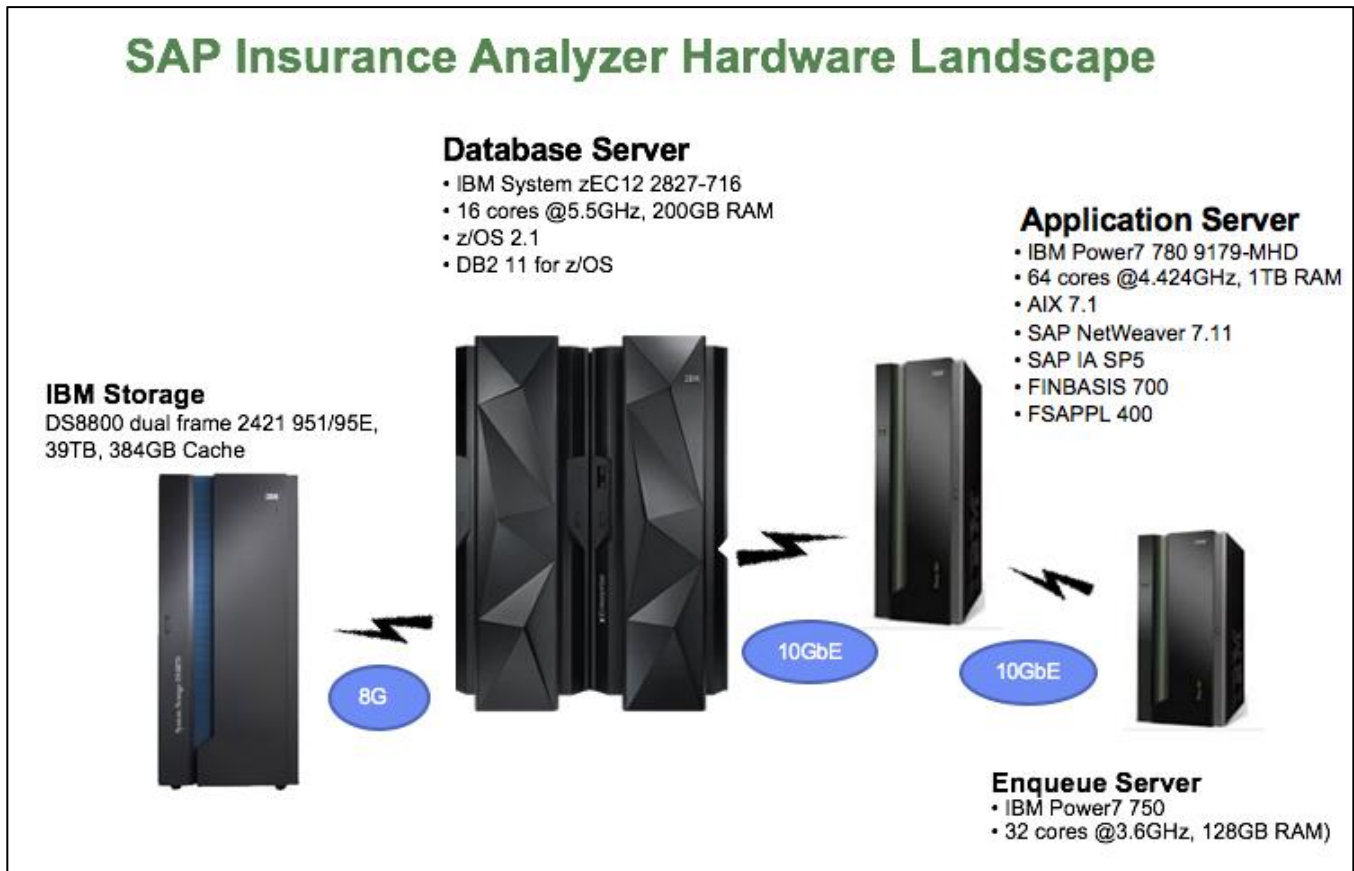 SAP Insurance Analyzer Hardware Landscape
Database Server
• IBM System zEC12 2827-716
• 16 cores @5.5GHz, 200GB RAM
• z/OS 2.1
• DB2 11 for z/OS
Application Server
• IBM Power7 780 9179-MHD
• 64 cores @4.424GHz, 1TB RAM
• AIX 7.1
• SAP NetWeaver 7.11
• SAP IA SP5
• FINBASIS 700
• FSAPPL 400
IBM Storage
DS8800 dual frame 2421 951/95E,
39TB, 384GB Cache
8G
10GbE
10GbE
Enqueue Server
• IBM Power7 750
• 32 cores @3.6GHz, 128GB RAM)